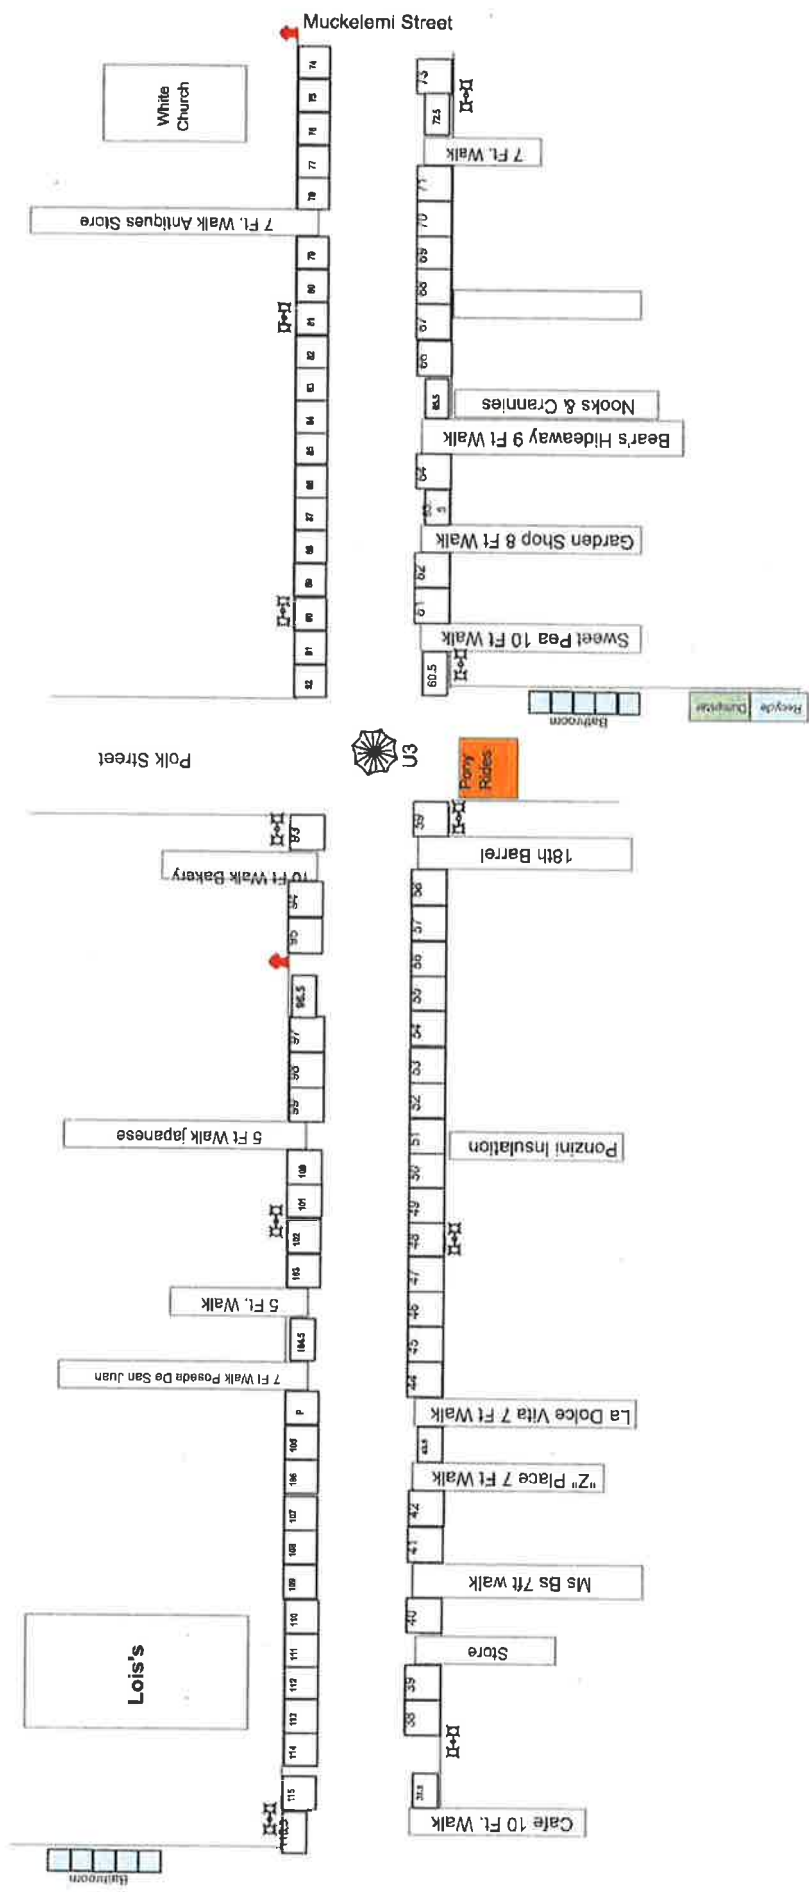 Muckelemi Street
White
Church
74
75
76
77
78
7 Ft. Walk Antiques Store
79
80
81
82
83
84
85
86
87
88
89
90
91
92
73
72.5
7 Ft. Walk
71
70
69
68
67
66
65.5
Nooks & Crannies
Bear's Hideaway 9 Ft Walk
64
Garden Shop 8 Ft Walk
62
61
Sweet Pea 10 Ft Walk
60.5
Bathroom
Dumpster
Recycle
Polk Street
U3
Pony
Rides
93
10 Ft Walk Bakery
94
95
96.5
97
98
99
5 Ft Walk japanese
100
101
102
103
5 Ft. Walk
104.5
7 Ft Walk Posada De San Juan
P
105
106
107
108
109
110
111
112
113
114
115
Lois's
Bathroom
59
18th Barrel
58
57
56
55
54
53
52
51
50
Ponzini Insulation
49
48
47
46
45
44
La Dolce Vita 7 Ft Walk
43.5
"Z" Place 7 Ft Walk
42
41
Ms Bs 7ft walk
40
Store
39
38
Cafe 10 Ft. Walk